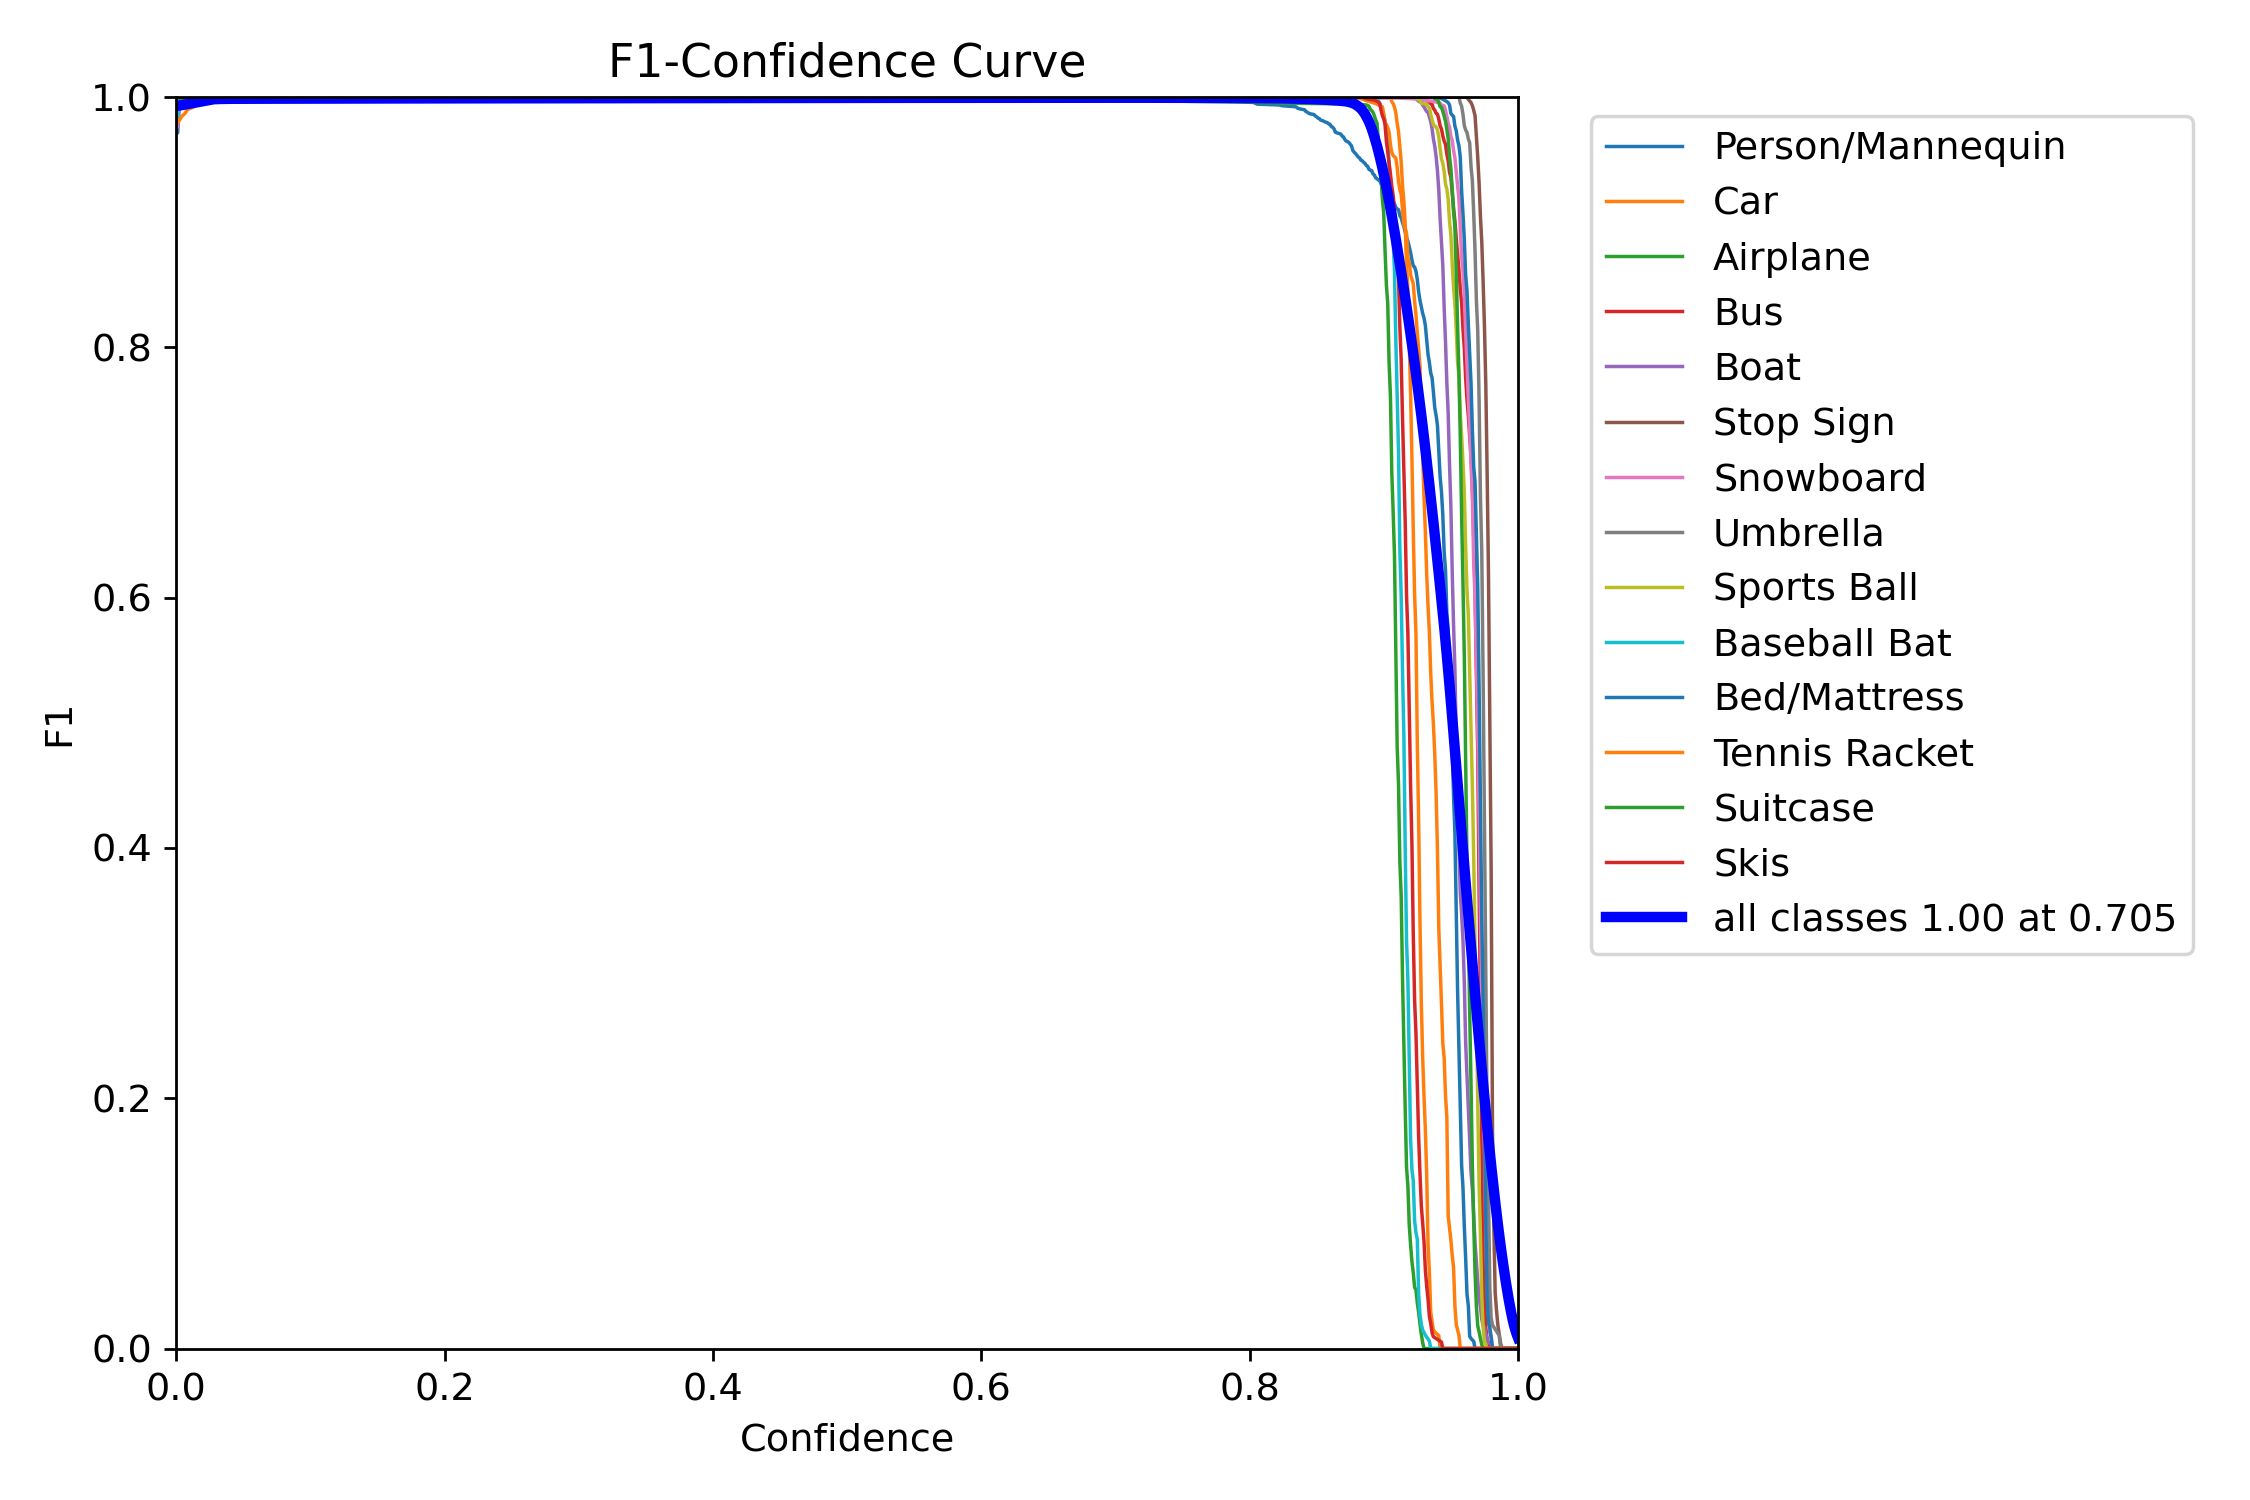 F1-Confidence Curve
1.0
0.8
0.6
0.4
0.2
0.0
F1
0.0 0.2 0.4 0.6 0.8 1.0
Confidence
Person/Mannequin
Car
Airplane
Bus
Boat
Stop Sign
Snowboard
Umbrella
Sports Ball
Baseball Bat
Bed/Mattress
Tennis Racket
Suitcase
Skis
all classes 1.00 at 0.705